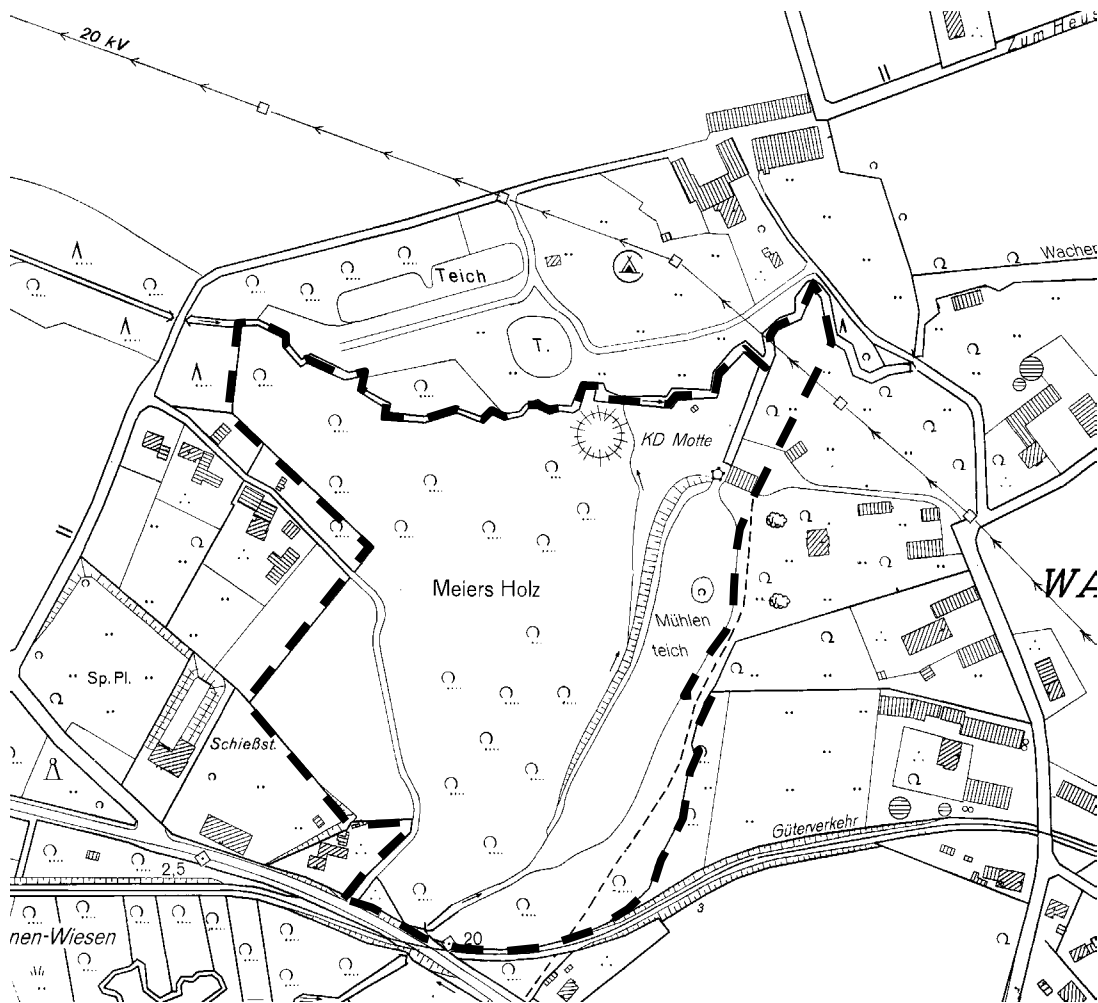 20 kV
Zum Heus
Wacher
Teich
T.
KD Motte
Meiers Holz
WA
Mühlen
teich
Sp. Pl.
Schießst.
Güterverkehr
2,5
20
3
nen-Wiesen